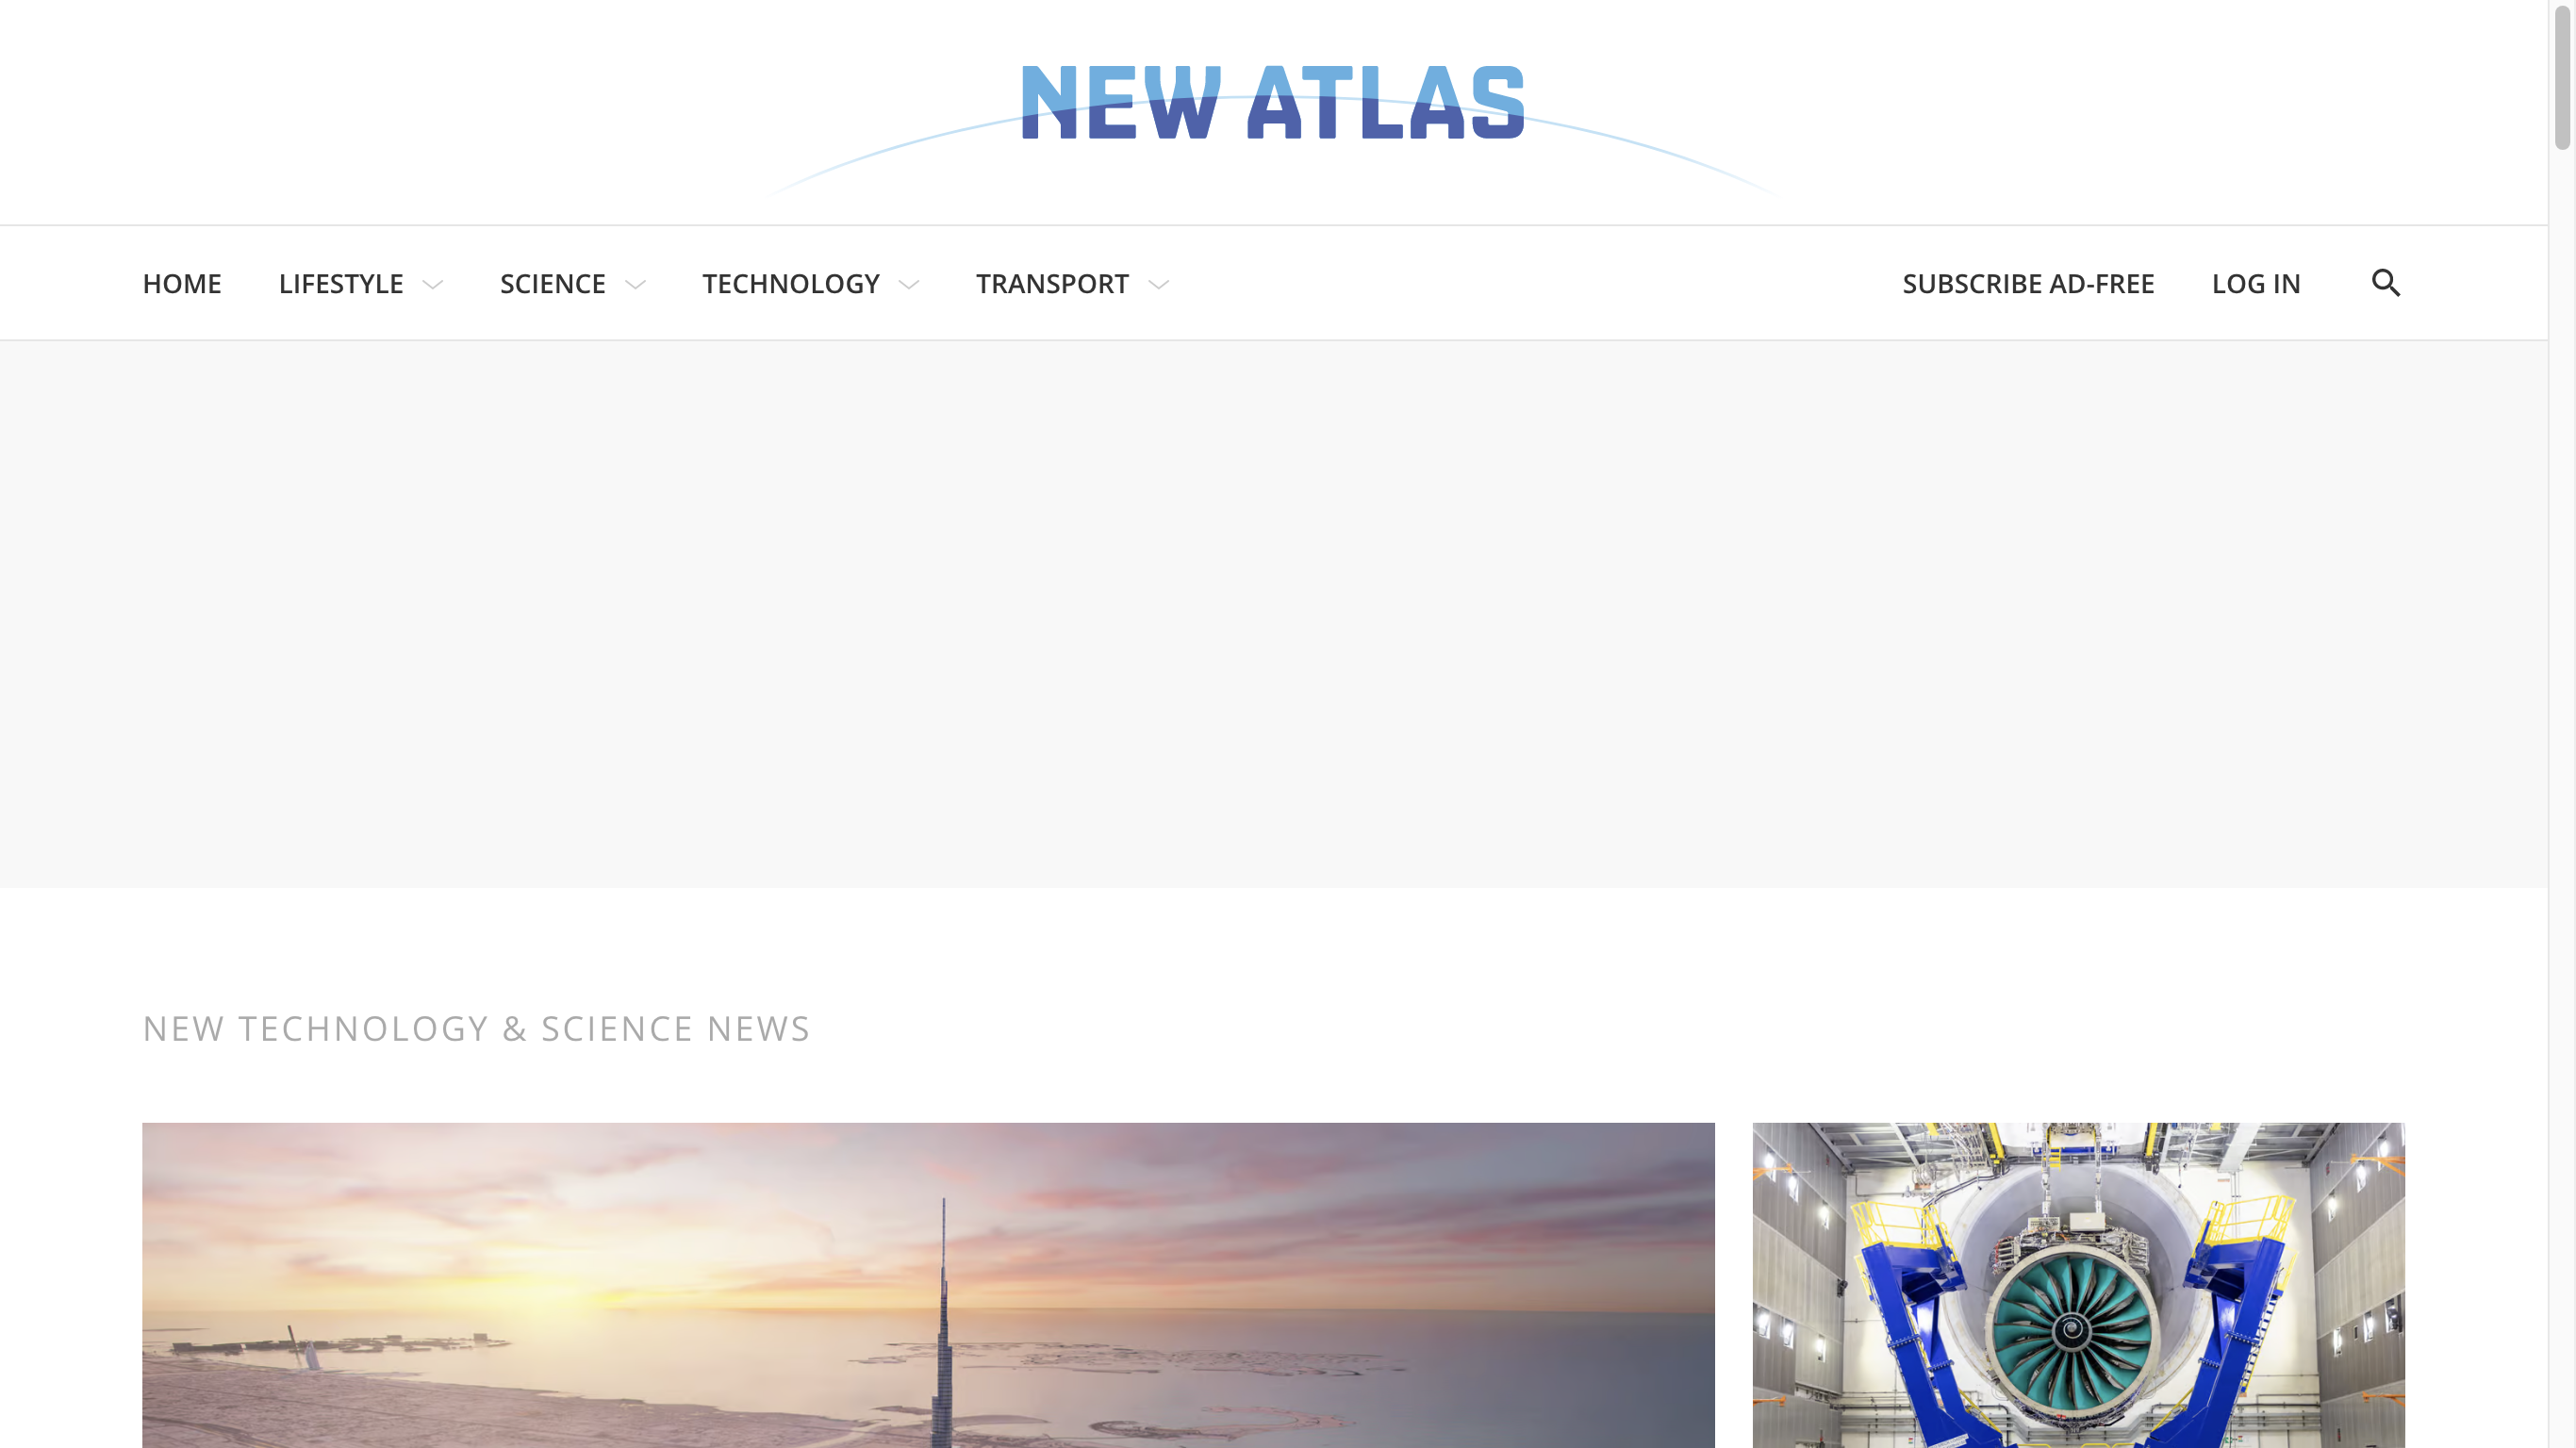 NEW ATLAS
HOME LIFESTYLE SCIENCE TECHNOLOGY TRANSPORT SUBSCRIBE AD-FREE LOG IN
NEW TECHNOLOGY & SCIENCE NEWS